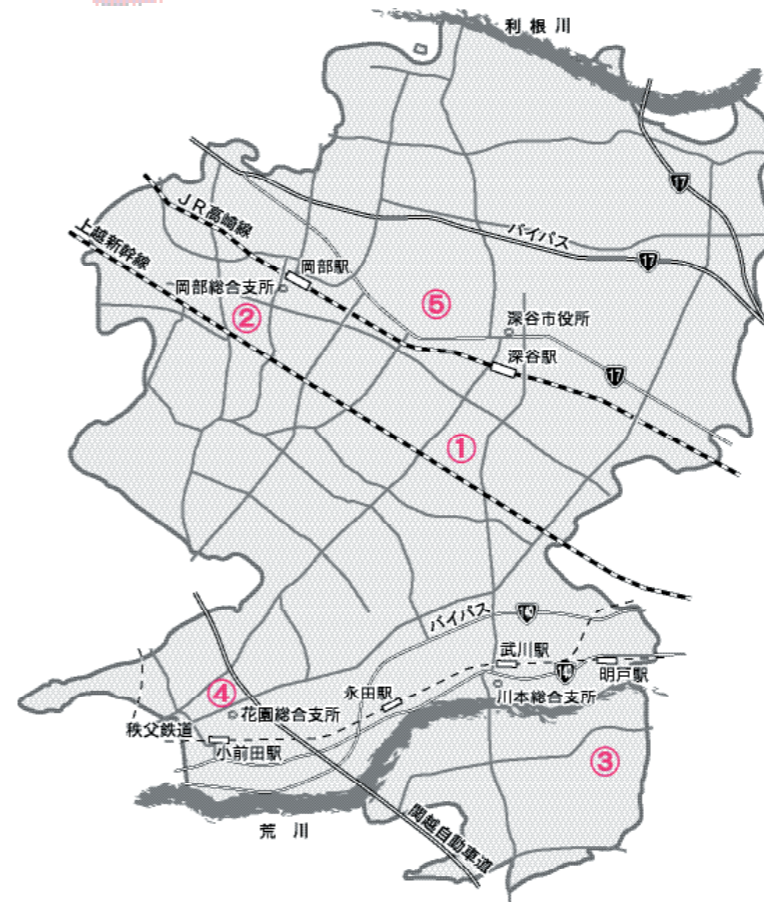 利根川
17
JR高崎線
上越新幹線
バイパス
17
岡部駅
岡部総合支所
②
⑤
深谷市役所
深谷駅
17
①
バイパス
140
武川駅
140
明戸駅
④
永田駅
川本総合支所
花園総合支所
秩父鉄道
小前田駅
③
荒川
関越自動車道